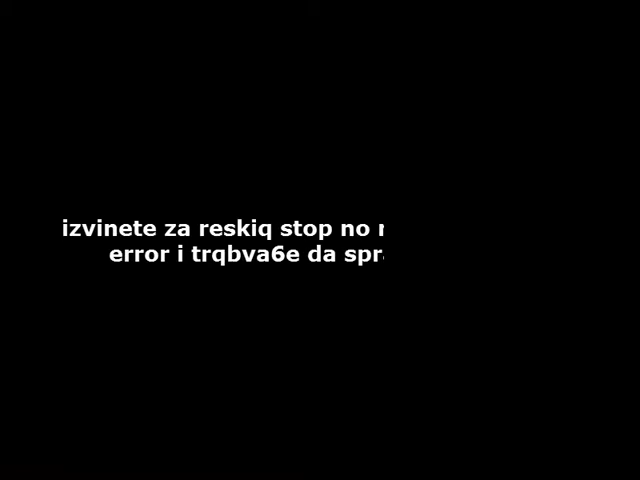 izvinete za reskiq stop no
error i trqbva6e da